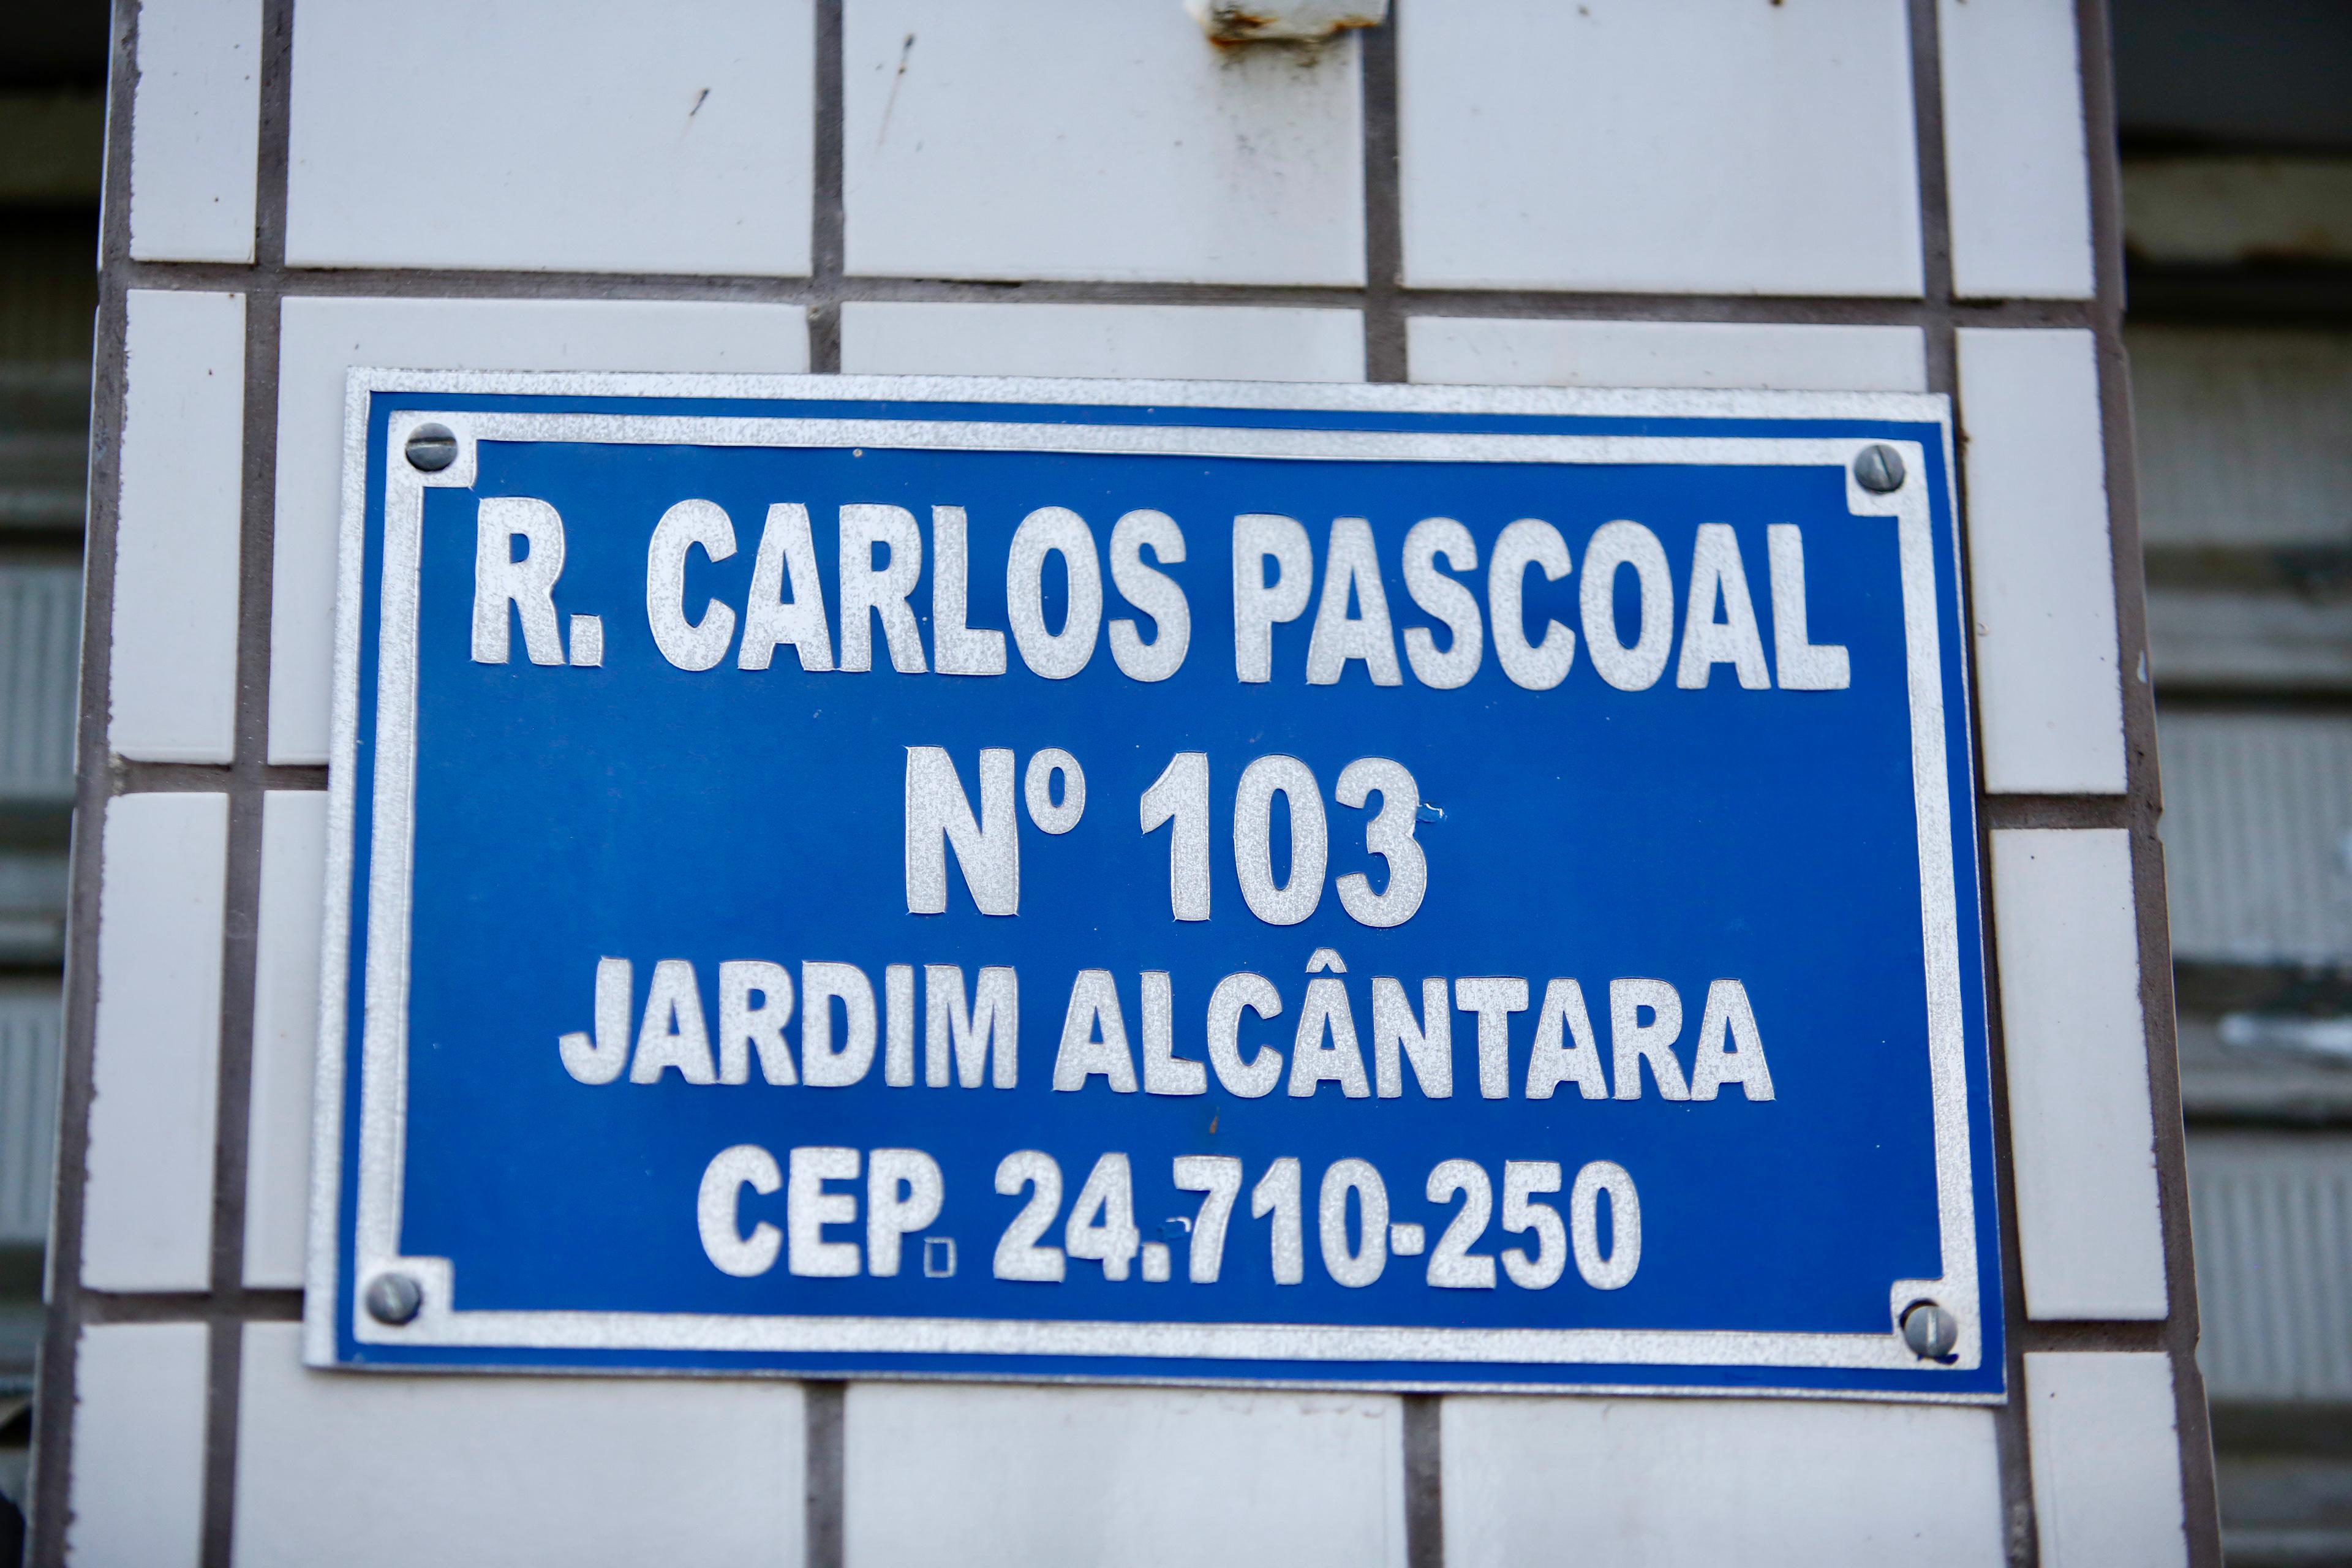 R. CARLOS PASCOAL
Nº 103
JARDIM ALCÂNTARA
CEP. 24.710-250